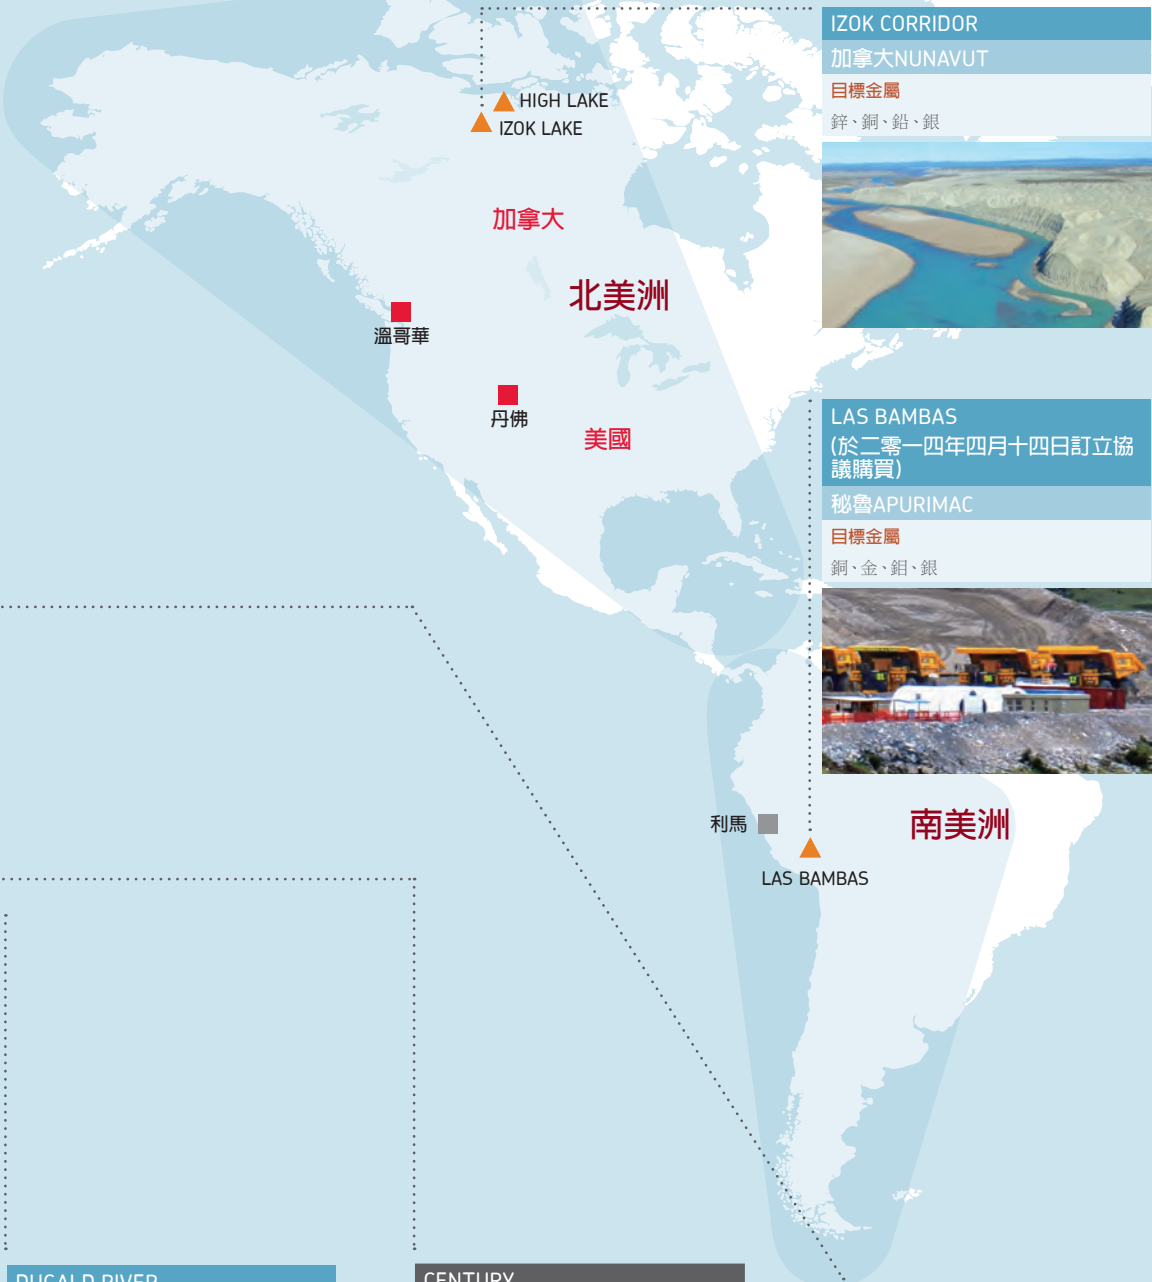 IZOK CORRIDOR
加拿大NUNAVUT
目標金屬
鋅、銅、鉛、銀
HIGH LAKE
IZOK LAKE
加拿大
北美洲
溫哥華
丹佛
美國
LAS BAMBAS
(於二零一四年四月十四日訂立協
議購買)
秘魯APURIMAC
目標金屬
銅、金、鉬、銀
利馬
南美洲
LAS BAMBAS
DUGALD RIVER
CENTURY